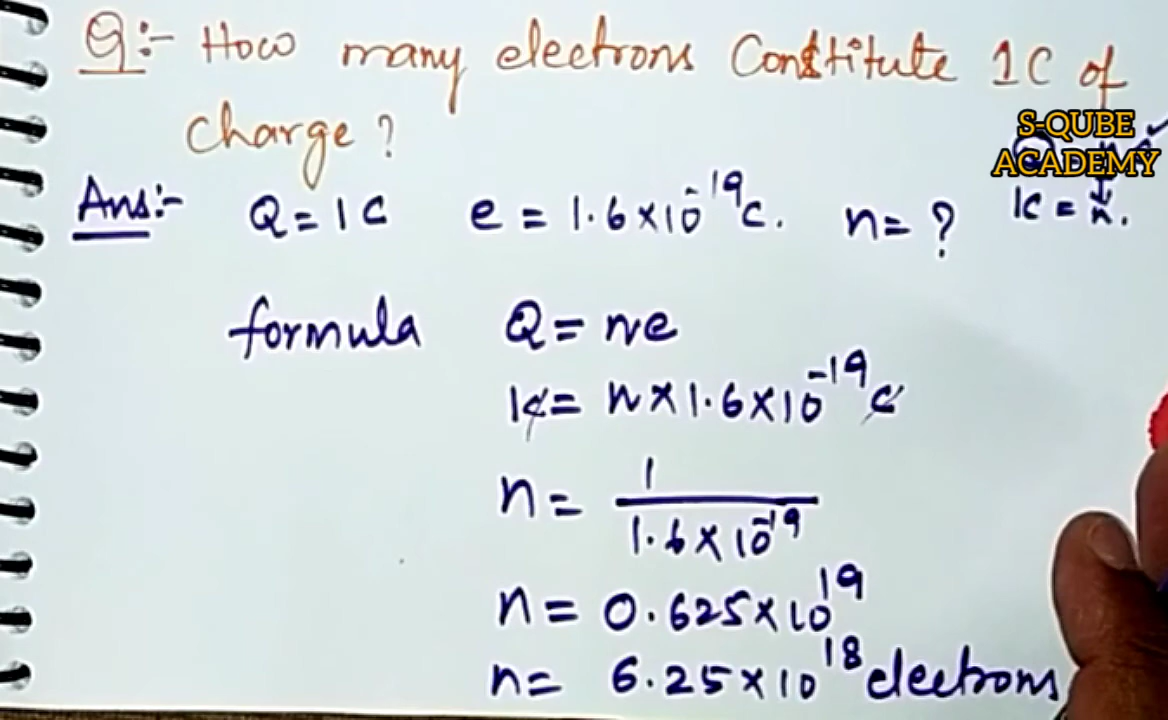 Q:- How many electrons Constitute 1C of
charge?
S-QUBE
ACADEMY
Ans:- Q = 1C e = 1.6×10⁻¹⁹C. n = ?
1C = n.
formula Q = ne
1C = n×1.6×10⁻¹⁹C
n = 1/(1.6×10⁻¹⁹)
n = 0.625×10¹⁹
n = 6.25×10¹⁸ electrons